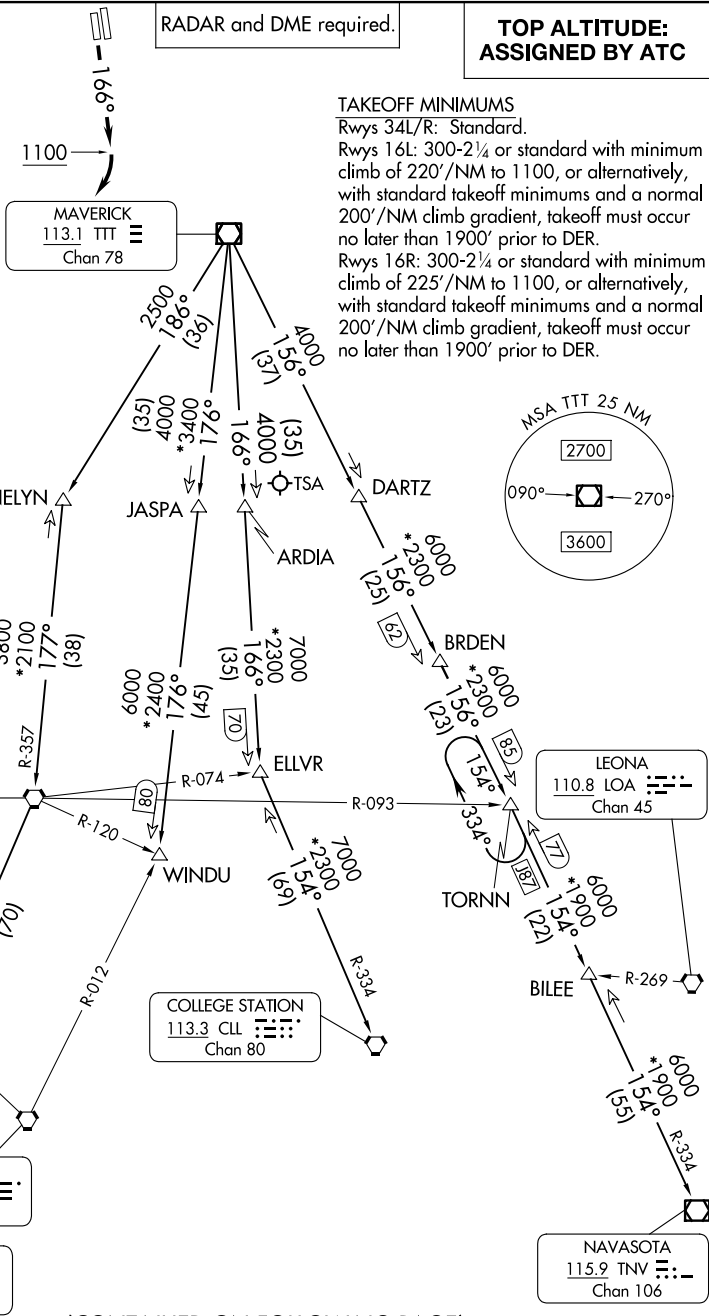 RADAR and DME required.
TOP ALTITUDE:
ASSIGNED BY ATC
166°
1100
TAKEOFF MINIMUMS
Rwys 34L/R: Standard.
Rwys 16L: 300-2¼ or standard with minimum
climb of 220'/NM to 1100, or alternatively,
with standard takeoff minimums and a normal
200'/NM climb gradient, takeoff must occur
no later than 1900' prior to DER.
Rwys 16R: 300-2¼ or standard with minimum
climb of 225'/NM to 1100, or alternatively,
with standard takeoff minimums and a normal
200'/NM climb gradient, takeoff must occur
no later than 1900' prior to DER.
MAVERICK
113.1 TTT
Chan 78
2500
186°
(36)
(35)
4000
*3400
176°
(35)
4000
166°
4000
156°
(37)
MSA TTT 25 NM
2700
090°
270°
3600
TSA
DARTZ
JASPA
ARDIA
6000
*2300
156°
(25)
62
BRDEN
*2100
177°
(38)
R-357
6000
*2400
176°
(45)
80
7000
*2300
166°
(35)
70
ELLVR
6000
*2300
156°
(23)
85
154°
334°
R-074
R-093
R-120
WINDU
LEONA
110.8 LOA
Chan 45
TORNN
J87
77
6000
*1900
154°
(22)
7000
*2300
154°
(69)
R-334
(70)
R-012
BILEE
R-269
COLLEGE STATION
113.3 CLL
Chan 80
6000
*1900
154°
(55)
R-334
NAVASOTA
115.9 TNV
Chan 106